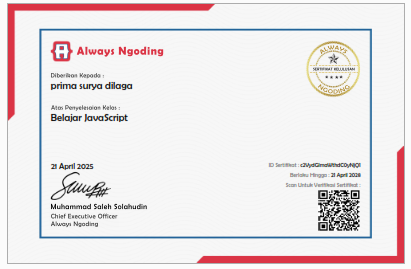 Always Ngoding
ALWAYS
SERTIFIKAT KELULUSAN
NGODING
Diberikan Kepada :
prima surya dilaga
Atas Penyelesaian Kelas :
Belajar JavaScript
21 April 2025
Muhammad Saleh Solahudin
Chief Executive Officer
Always Ngoding
ID Sertifikat :
Berlaku Hingga : 21 April 2028
Scan Untuk Verifikasi Sertifikat :